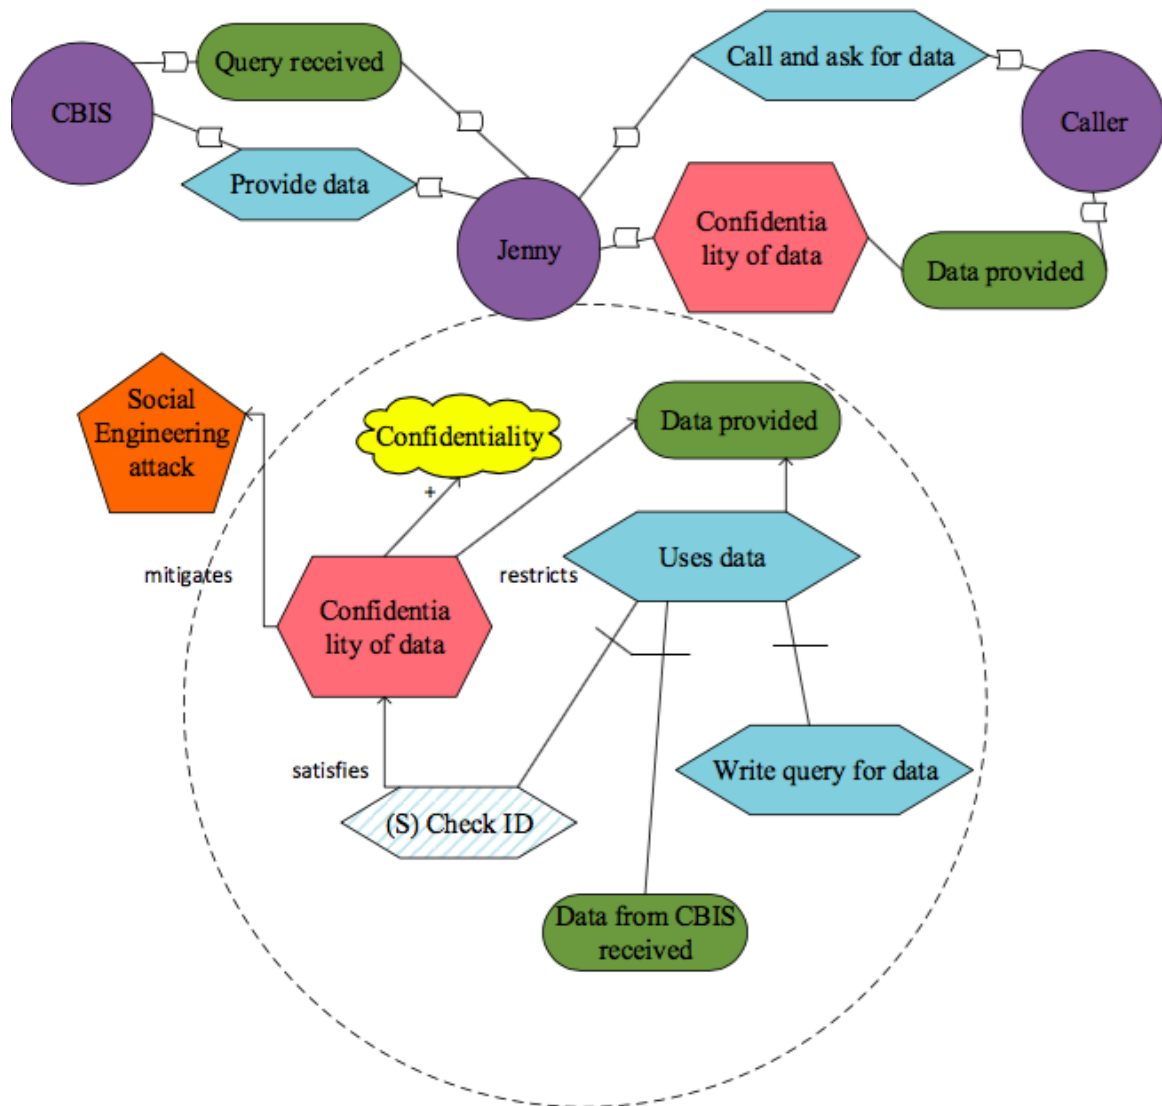 Query received
Call and ask for data
CBIS
Caller
Provide data
Confidentia
lity of data
Jenny
Data provided
Social
Engineering
attack
Confidentiality
Data provided
+
mitigates
restricts
Uses data
Confidentia
lity of data
satisfies
Write query for data
(S) Check ID
Data from CBIS
received